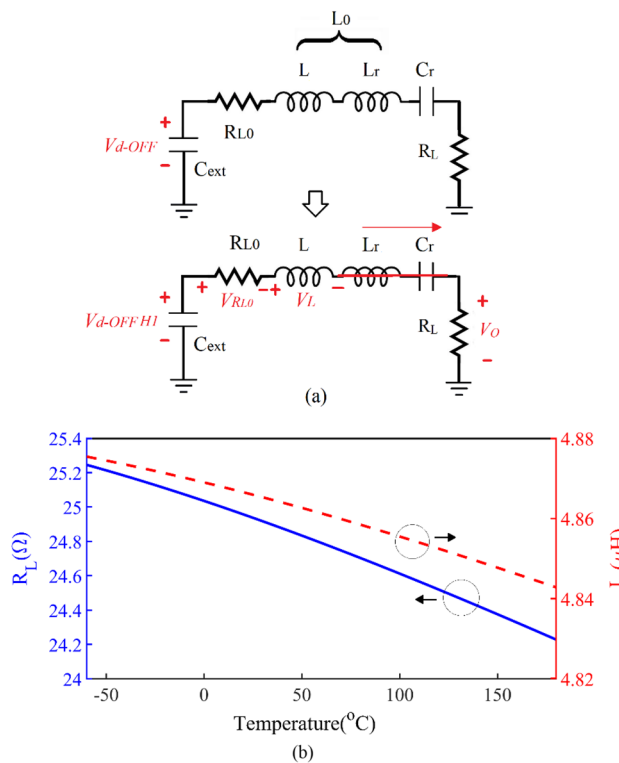 L0
L Lr Cr
+
RL0
Vd-OFF
RL
−
Cext
RL0 L Lr Cr
+ + − + −
VRL0 VL +
Vd-OFF H1 RL VO
− Cext
−
(a)
25.4 4.88
25.2
25 4.86
24.8
RL(Ω)
24.6
4.84
24.4
24.2
24 4.82
-50 0 50 100 150
Temperature(°C)
(b)